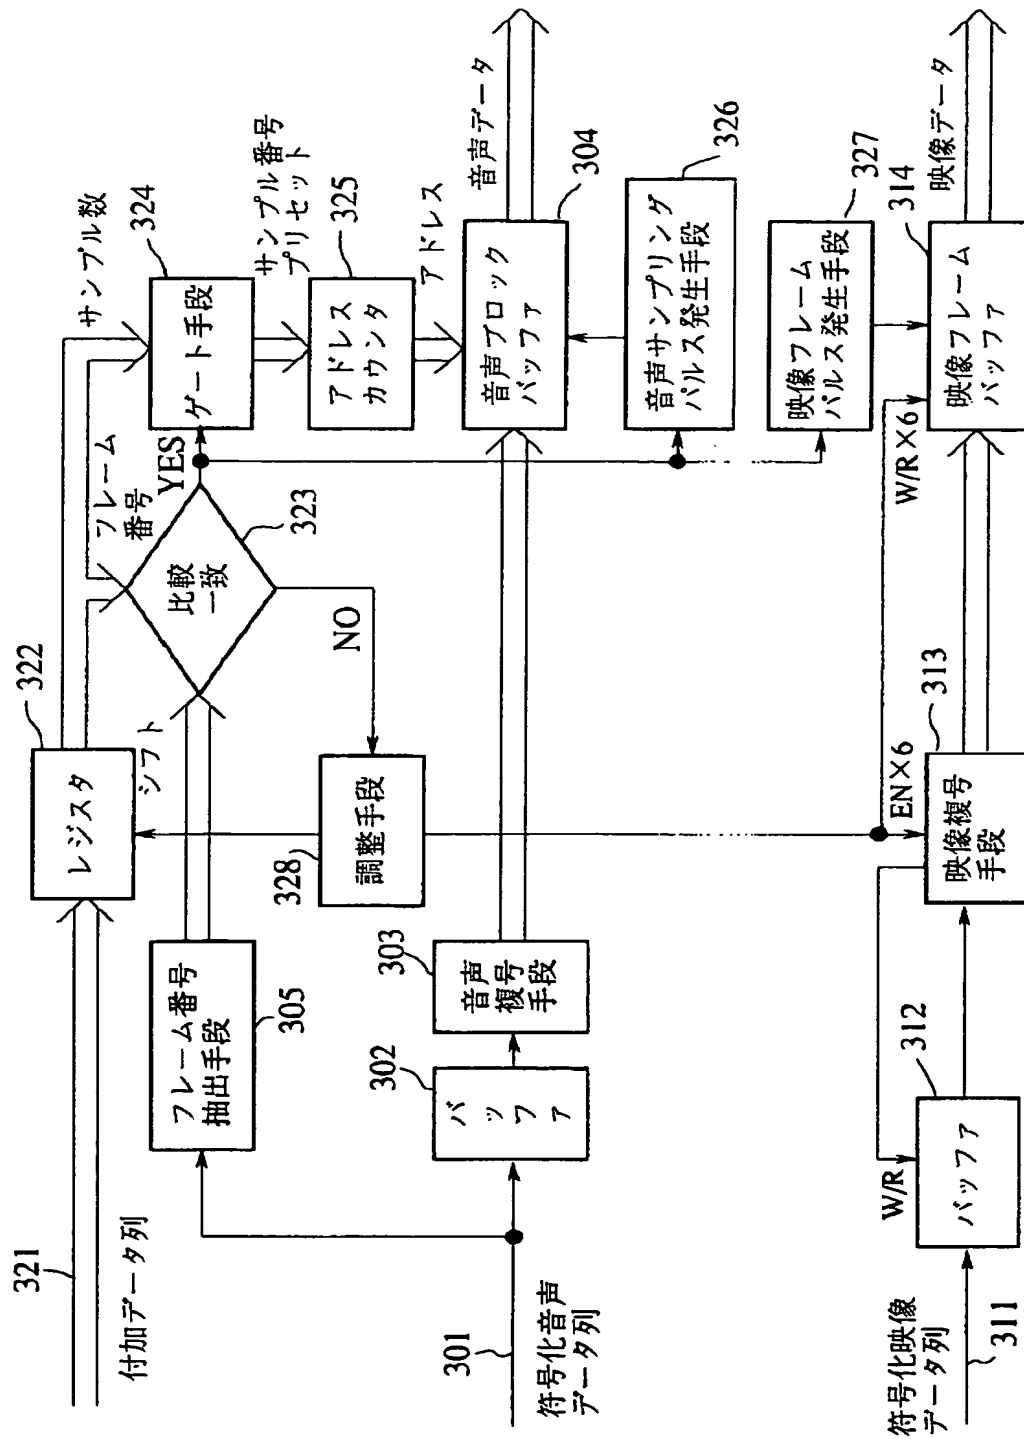 321
付加データ列
レジスタ
322
サンプル数
フレーム
番号
シフト
フレーム番号
抽出手段
305
比較
一致
323
YES
NO
ゲート手段
324
サンプル番号
プリセット
アドレス
カウンタ
325
アドレス
調整手段
328
301
符号化音声
データ列
バッファ
302
音声
複号
手段
303
音声ブロック
バッファ
304
音声データ
音声サンプリング
パルス発生手段
326
映像フレーム
パルス発生手段
327
W/R×6
EN×6
W/R
311
符号化映像
データ列
バッファ
312
映像複号
手段
313
映像フレーム
バッファ
314
映像データ